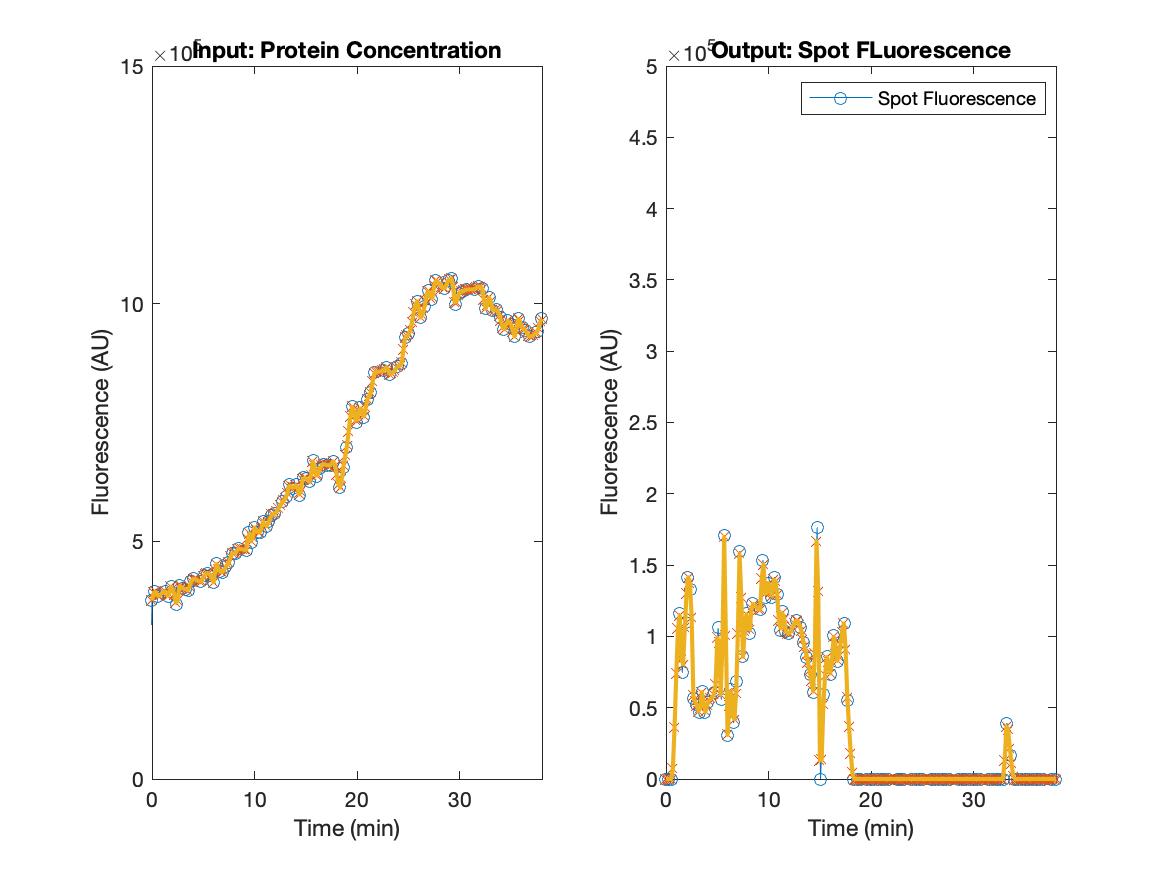 ×10⁵
Input: Protein Concentration
15
10
5
0
0 10 20 30
Time (min)
Fluorescence (AU)
×10⁵
Output: Spot FLuorescence
Spot Fluorescence
5
4.5
4
3.5
3
2.5
2
1.5
1
0.5
0
0 10 20 30
Time (min)
Fluorescence (AU)